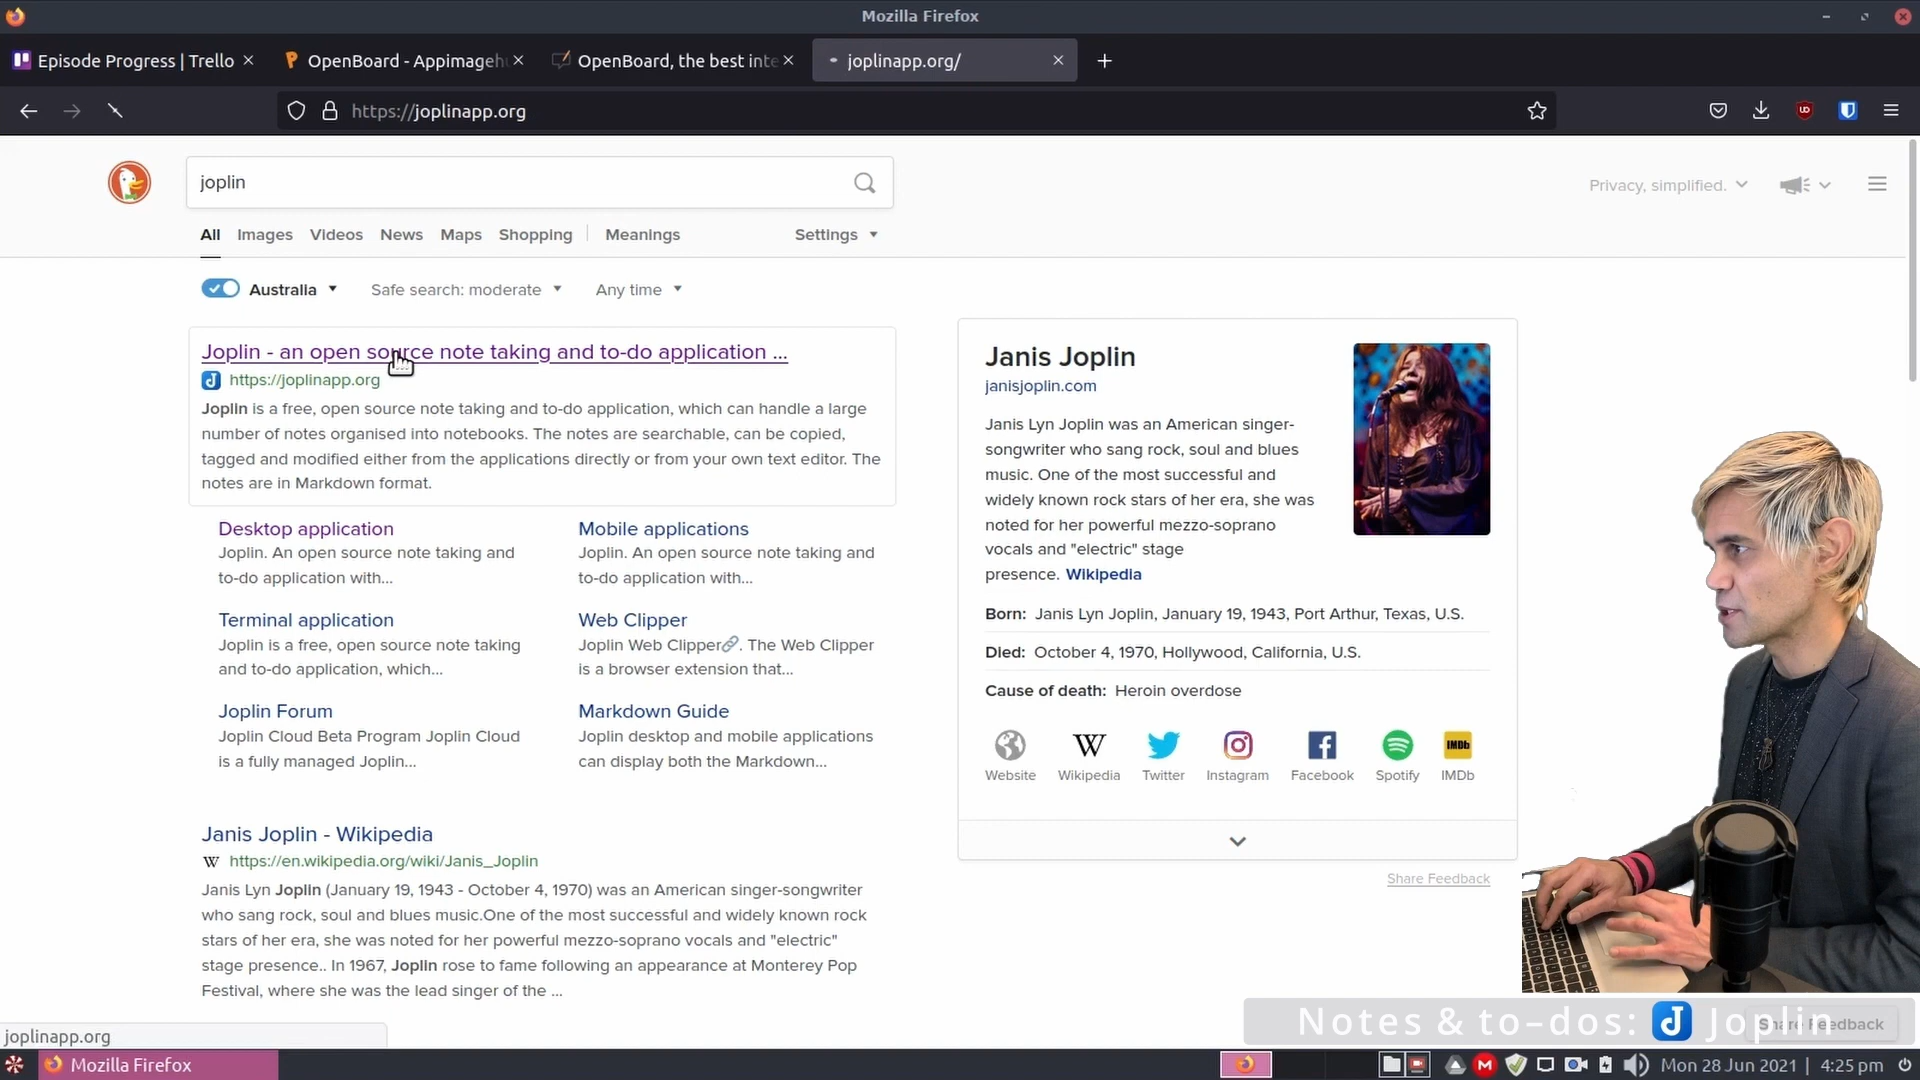 Mozilla Firefox
Episode Progress | Trello
OpenBoard - Appimageh
OpenBoard, the best inte
joplinapp.org/
https://joplinapp.org
joplin
Privacy, simplified.
All Images Videos News Maps Shopping Meanings Settings
Australia Safe search: moderate Any time
Joplin - an open source note taking and to-do application ...
https://joplinapp.org
Joplin is a free, open source note taking and to-do application, which can handle a large
number of notes organised into notebooks. The notes are searchable, can be copied,
tagged and modified either from the applications directly or from your own text editor. The
notes are in Markdown format.
Desktop application
Joplin. An open source note taking and
to-do application with...
Mobile applications
Joplin. An open source note taking and
to-do application with...
Terminal application
Joplin is a free, open source note taking
and to-do application, which...
Web Clipper
Joplin Web Clipper🔗. The Web Clipper
is a browser extension that...
Joplin Forum
Joplin Cloud Beta Program Joplin Cloud
is a fully managed Joplin...
Markdown Guide
Joplin desktop and mobile applications
can display both the Markdown...
Janis Joplin - Wikipedia
W https://en.wikipedia.org/wiki/Janis_Joplin
Janis Lyn Joplin (January 19, 1943 - October 4, 1970) was an American singer-songwriter
who sang rock, soul and blues music.One of the most successful and widely known rock
stars of her era, she was noted for her powerful mezzo-soprano vocals and "electric"
stage presence.. In 1967, Joplin rose to fame following an appearance at Monterey Pop
Festival, where she was the lead singer of the ...
Janis Joplin
janisjoplin.com
Janis Lyn Joplin was an American singer-
songwriter who sang rock, soul and blues
music. One of the most successful and
widely known rock stars of her era, she was
noted for her powerful mezzo-soprano
vocals and "electric" stage
presence. Wikipedia
Born: Janis Lyn Joplin, January 19, 1943, Port Arthur, Texas, U.S.
Died: October 4, 1970, Hollywood, California, U.S.
Cause of death: Heroin overdose
W IMDb
Website Wikipedia Twitter Instagram Facebook Spotify IMDb
Share Feedback
Notes & to-dos: J Joplin
Share Feedback
joplinapp.org
Mozilla Firefox
Mon 28 Jun 2021 | 4:25 pm